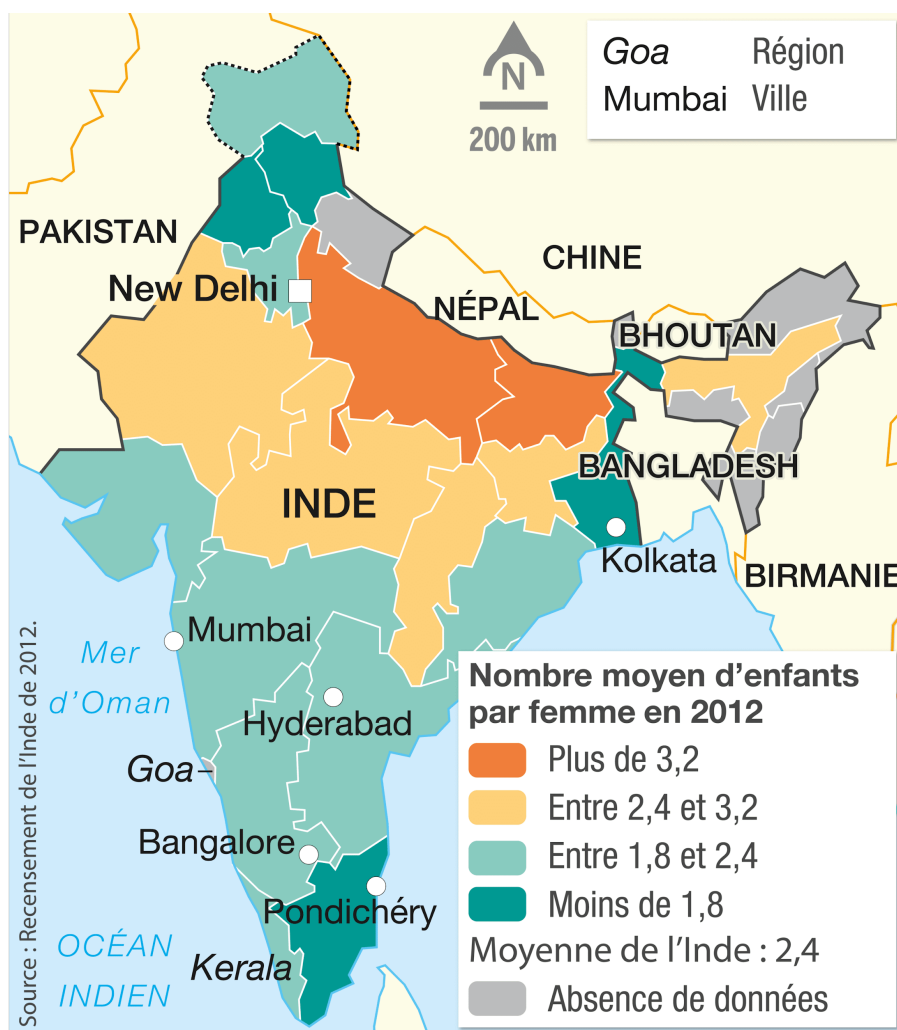 Goa Région
Mumbai Ville
N
200 km
PAKISTAN
CHINE
New Delhi
NÉPAL
BHOUTAN
INDE
BANGLADESH
Kolkata
BIRMANIE
Mumbai
Mer
d’Oman
Hyderabad
Goa
Bangalore
Pondichéry
Kerala
OCÉAN
INDIEN
Nombre moyen d’enfants
par femme en 2012
Plus de 3,2
Entre 2,4 et 3,2
Entre 1,8 et 2,4
Moins de 1,8
Moyenne de l’Inde : 2,4
Absence de données
Source : Recensement de l’Inde de 2012.